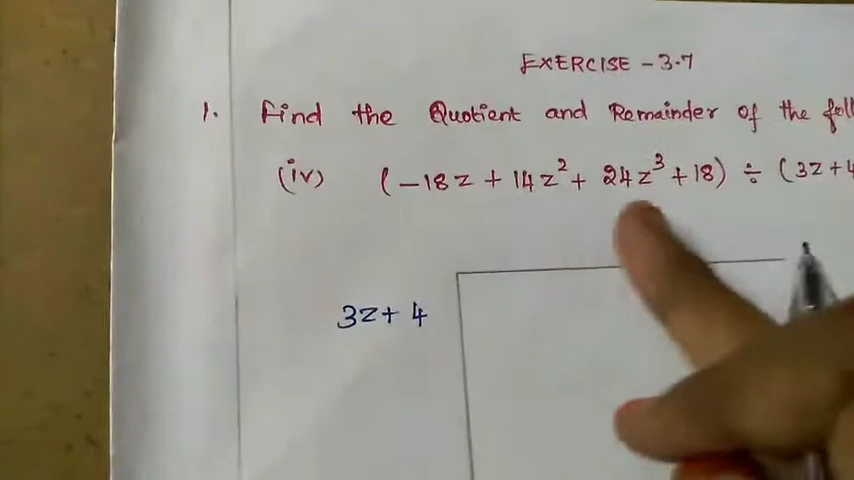 EXERCISE - 3.7
1. Find the Quotient and Remainder of the
(iv) (-18z + 14z² + 24z³ + 18) ÷ (3z + 4
3z + 4